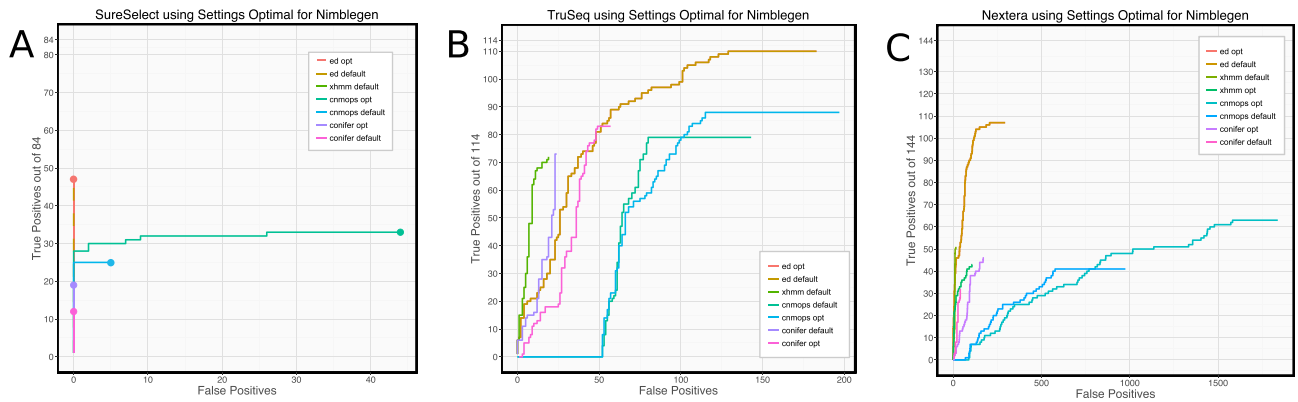 A
SureSelect using Settings Optimal for Nimblegen
True Positives out of 84
84
80
70
60
50
40
30
20
10
0
ed opt
ed default
xhmm default
cnmops opt
cnmops default
conifer opt
conifer default
0 10 20 30 40
False Positives
B
TruSeq using Settings Optimal for Nimblegen
True Positives out of 114
114
110
100
90
80
70
60
50
40
30
20
10
0
ed opt
ed default
xhmm default
cnmops default
cnmops opt
conifer default
conifer opt
0 50 100 150 200
False Positives
C
Nextera using Settings Optimal for Nimblegen
True Positives out of 144
144
130
120
110
100
90
80
70
60
50
40
30
20
10
0
ed opt
ed default
xhmm default
xhmm opt
cnmops opt
cnmops default
conifer opt
conifer default
0 500 1000 1500
False Positives